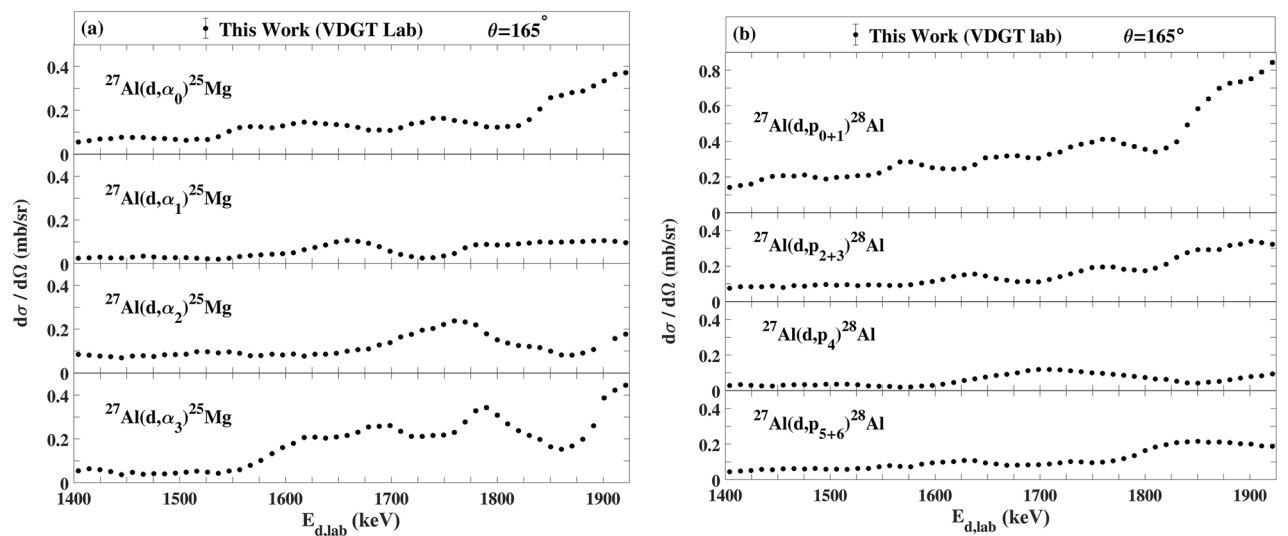 (a) This Work (VDGT Lab) θ=165°
0.4
²⁷Al(d,α₀)²⁵Mg
0.2
0
0.4
²⁷Al(d,α₁)²⁵Mg
0.2
0
0.4
²⁷Al(d,α₂)²⁵Mg
0.2
0
0.4
²⁷Al(d,α₃)²⁵Mg
0.2
0
1400 1500 1600 1700 1800 1900
E_d,lab (keV)
dσ / dΩ (mb/sr)
(b) This Work (VDGT lab) θ=165°
0.8
0.6
²⁷Al(d,p₀₊₁)²⁸Al
0.4
0.2
0
0.4
²⁷Al(d,p₂₊₃)²⁸Al
0.2
0
0.4
²⁷Al(d,p₄)²⁸Al
0.2
0
0.4
²⁷Al(d,p₅₊₆)²⁸Al
0.2
0
1400 1500 1600 1700 1800 1900
E_d,lab (keV)
dσ / dΩ (mb/sr)